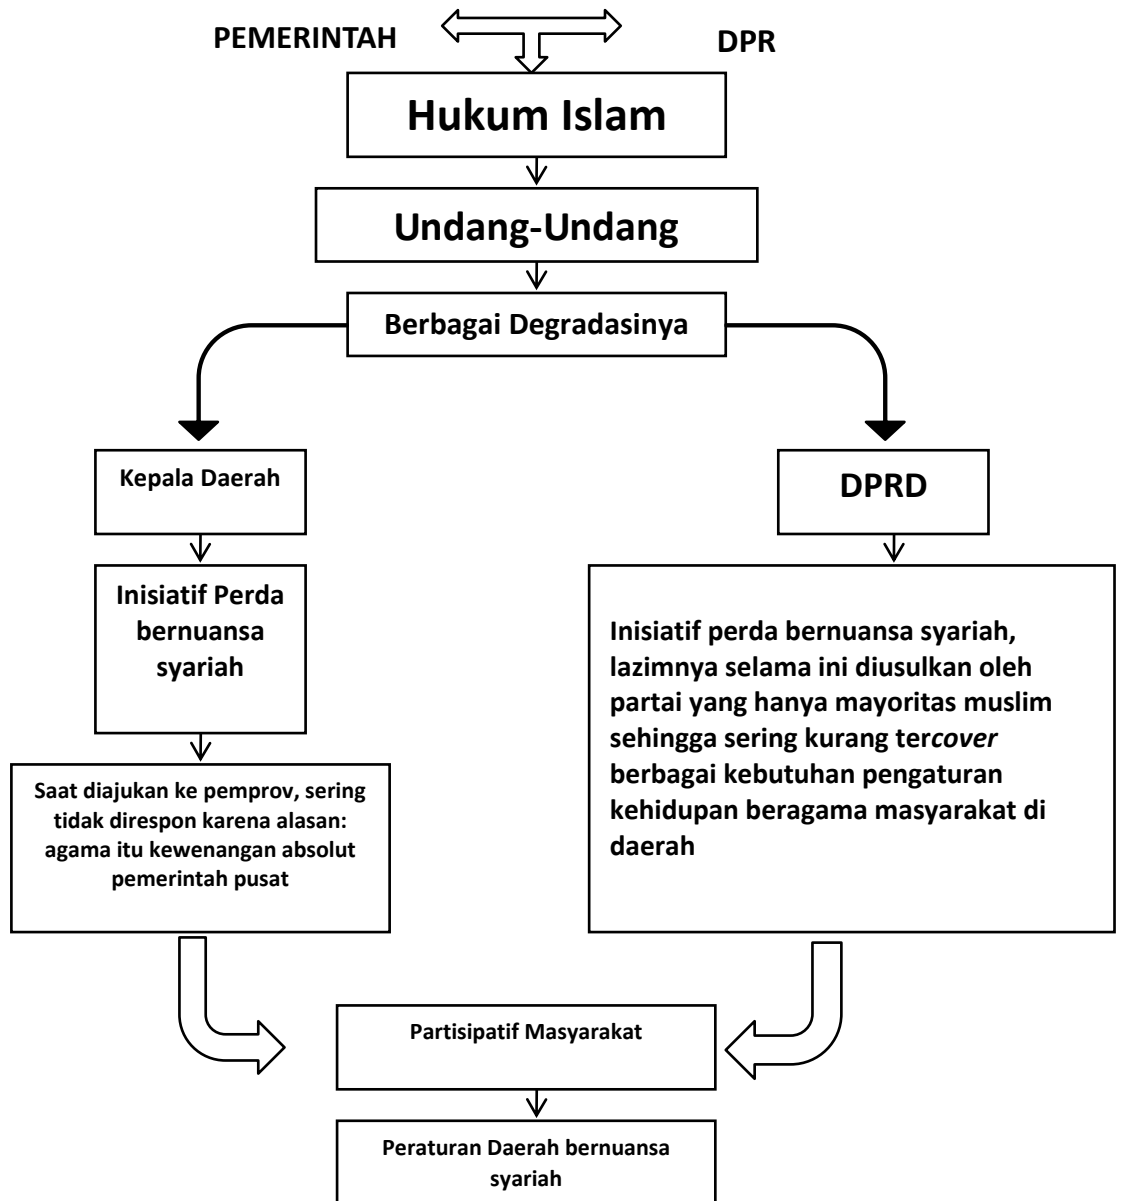 PEMERINTAH
DPR
Hukum Islam
Undang-Undang
Berbagai Degradasinya
Kepala Daerah
DPRD
Inisiatif Perda
bernuansa
syariah
Inisiatif perda bernuansa syariah,
lazimnya selama ini diusulkan oleh
partai yang hanya mayoritas muslim
sehingga sering kurang tercover
berbagai kebutuhan pengaturan
kehidupan beragama masyarakat di
daerah
Saat diajukan ke pemprov, sering
tidak direspon karena alasan:
agama itu kewenangan absolut
pemerintah pusat
Partisipatif Masyarakat
Peraturan Daerah bernuansa
syariah